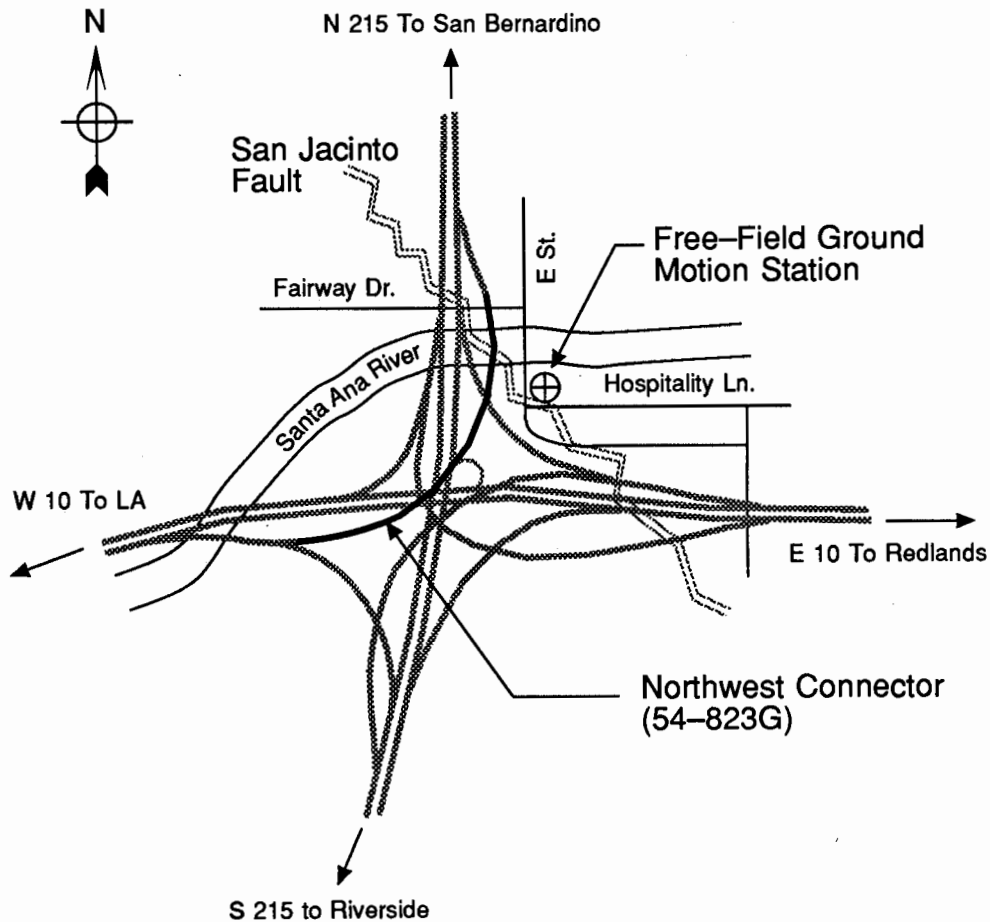 N
N 215 To San Bernardino
San Jacinto
Fault
E St.
Free–Field Ground
Motion Station
Fairway Dr.
Santa Ana River
Hospitality Ln.
W 10 To LA
E 10 To Redlands
Northwest Connector
(54–823G)
S 215 to Riverside